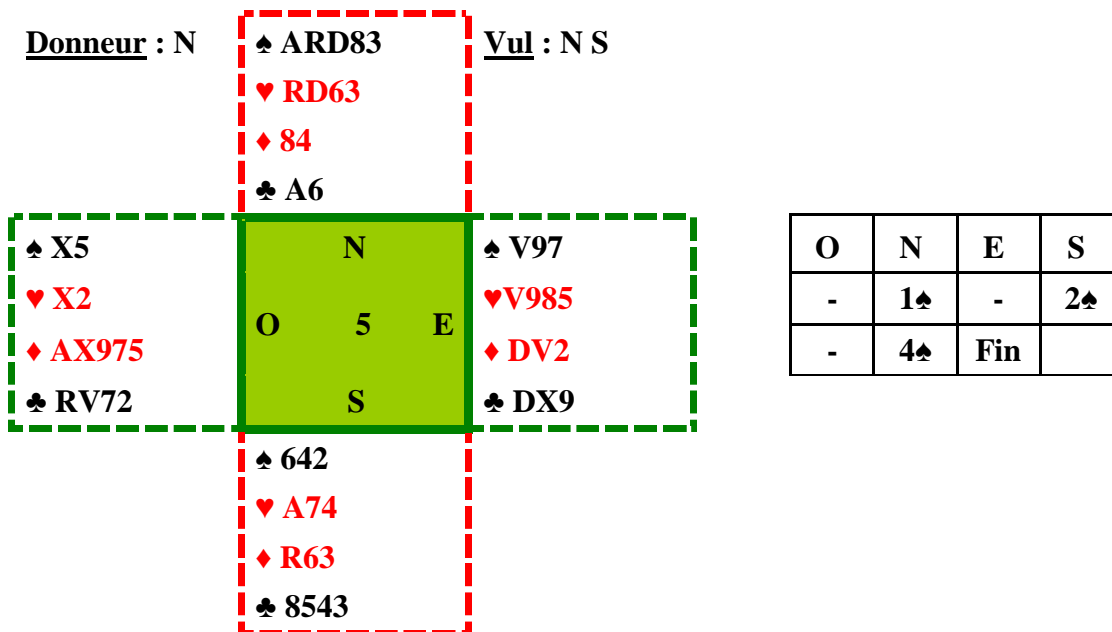 Donneur : N
♠ ARD83
Vul : N S
♥ RD63
♦ 84
♣ A6
♠ X5
♥ X2
♦ AX975
♣ RV72
N
O 5 E
S
♠ V97
♥V985
♦ DV2
♣ DX9
O N E S
- 1♠ - 2♠
- 4♠ Fin
♠ 642
♥ A74
♦ R63
♣ 8543